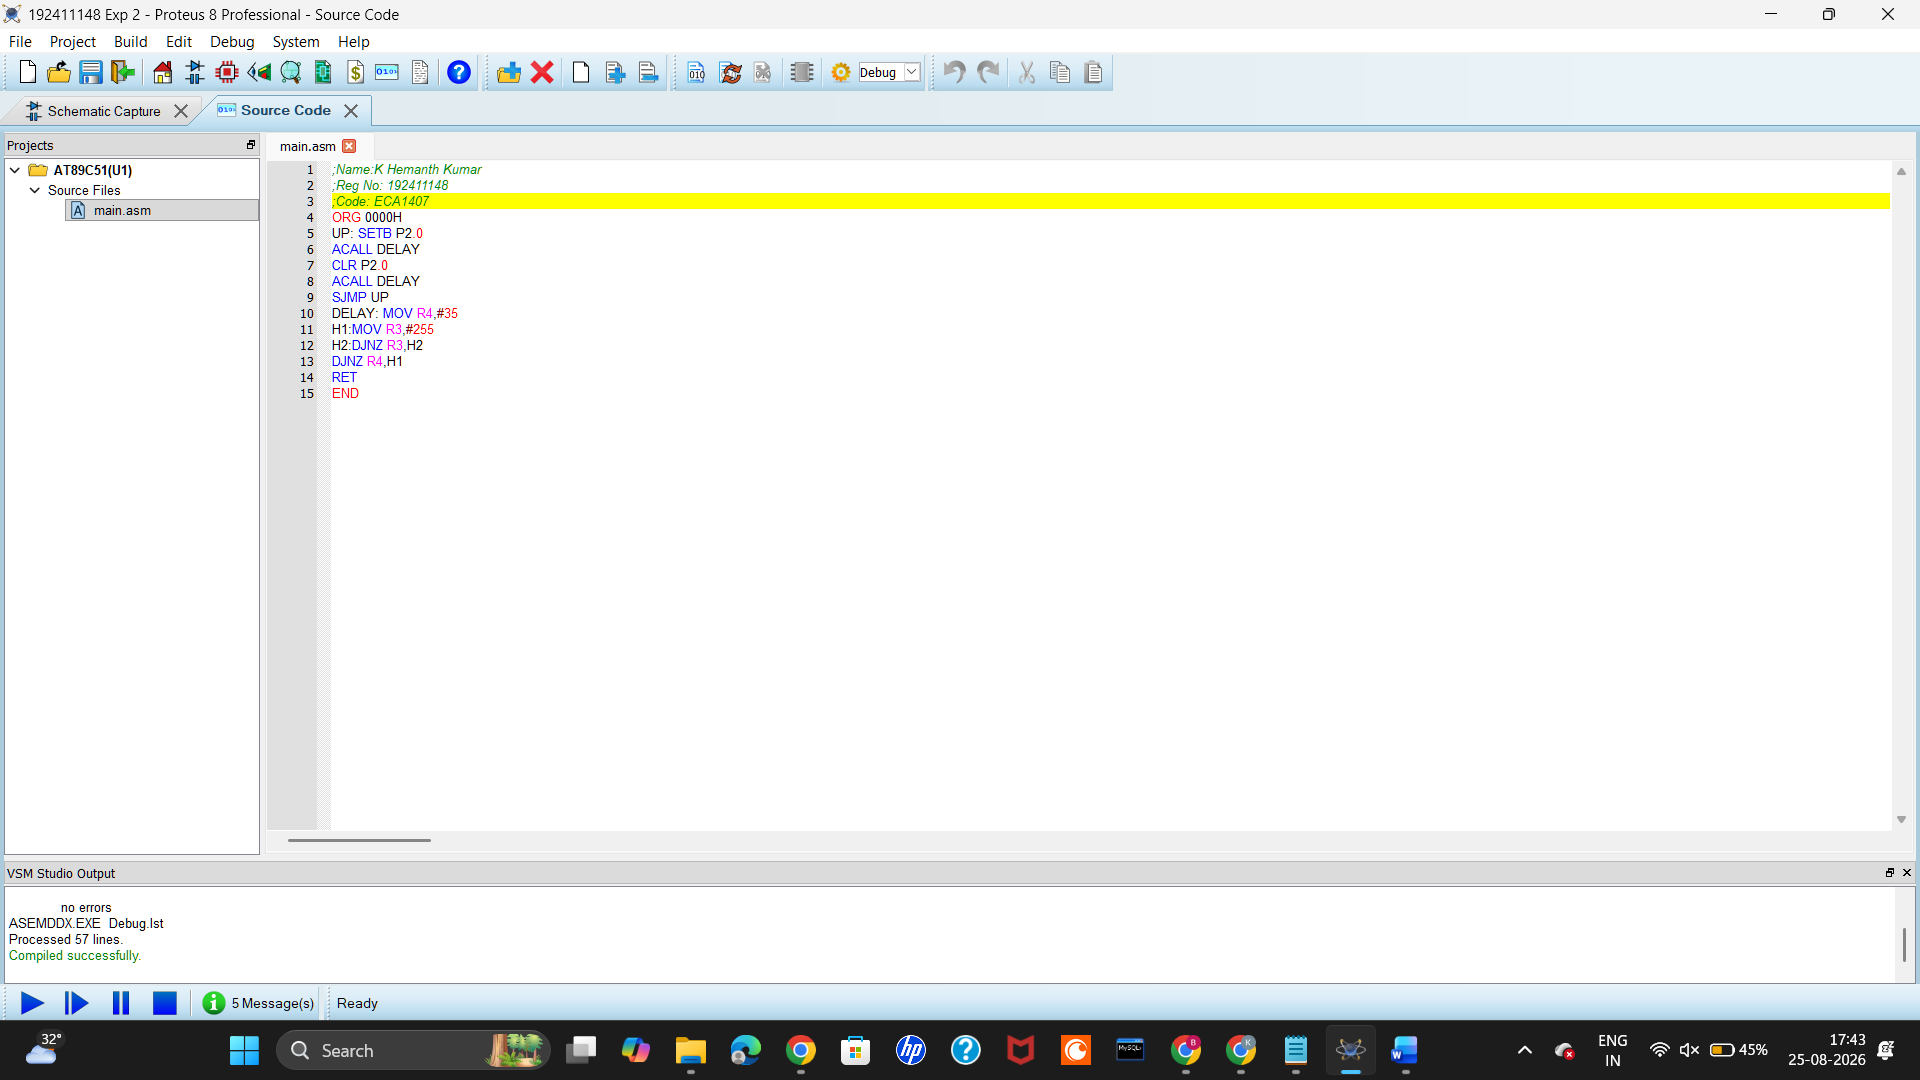 192411148 Exp 2 - Proteus 8 Professional - Source Code
File Project Build Edit Debug System Help
Debug
Schematic Capture
Source Code
Projects
main.asm
AT89C51(U1)
Source Files
main.asm
1 ;Name:K Hemanth Kumar
2 ;Reg No: 192411148
3 ;Code: ECA1407
4 ORG 0000H
5 UP: SETB P2.0
6 ACALL DELAY
7 CLR P2.0
8 ACALL DELAY
9 SJMP UP
10 DELAY: MOV R4,#35
11 H1:MOV R3,#255
12 H2:DJNZ R3,H2
13 DJNZ R4,H1
14 RET
15 END
VSM Studio Output
no errors
ASEMDDX.EXE Debug.lst
Processed 57 lines.
Compiled successfully.
5 Message(s) Ready
32°
Search
ENG
IN
45%
17:43
25-08-2026